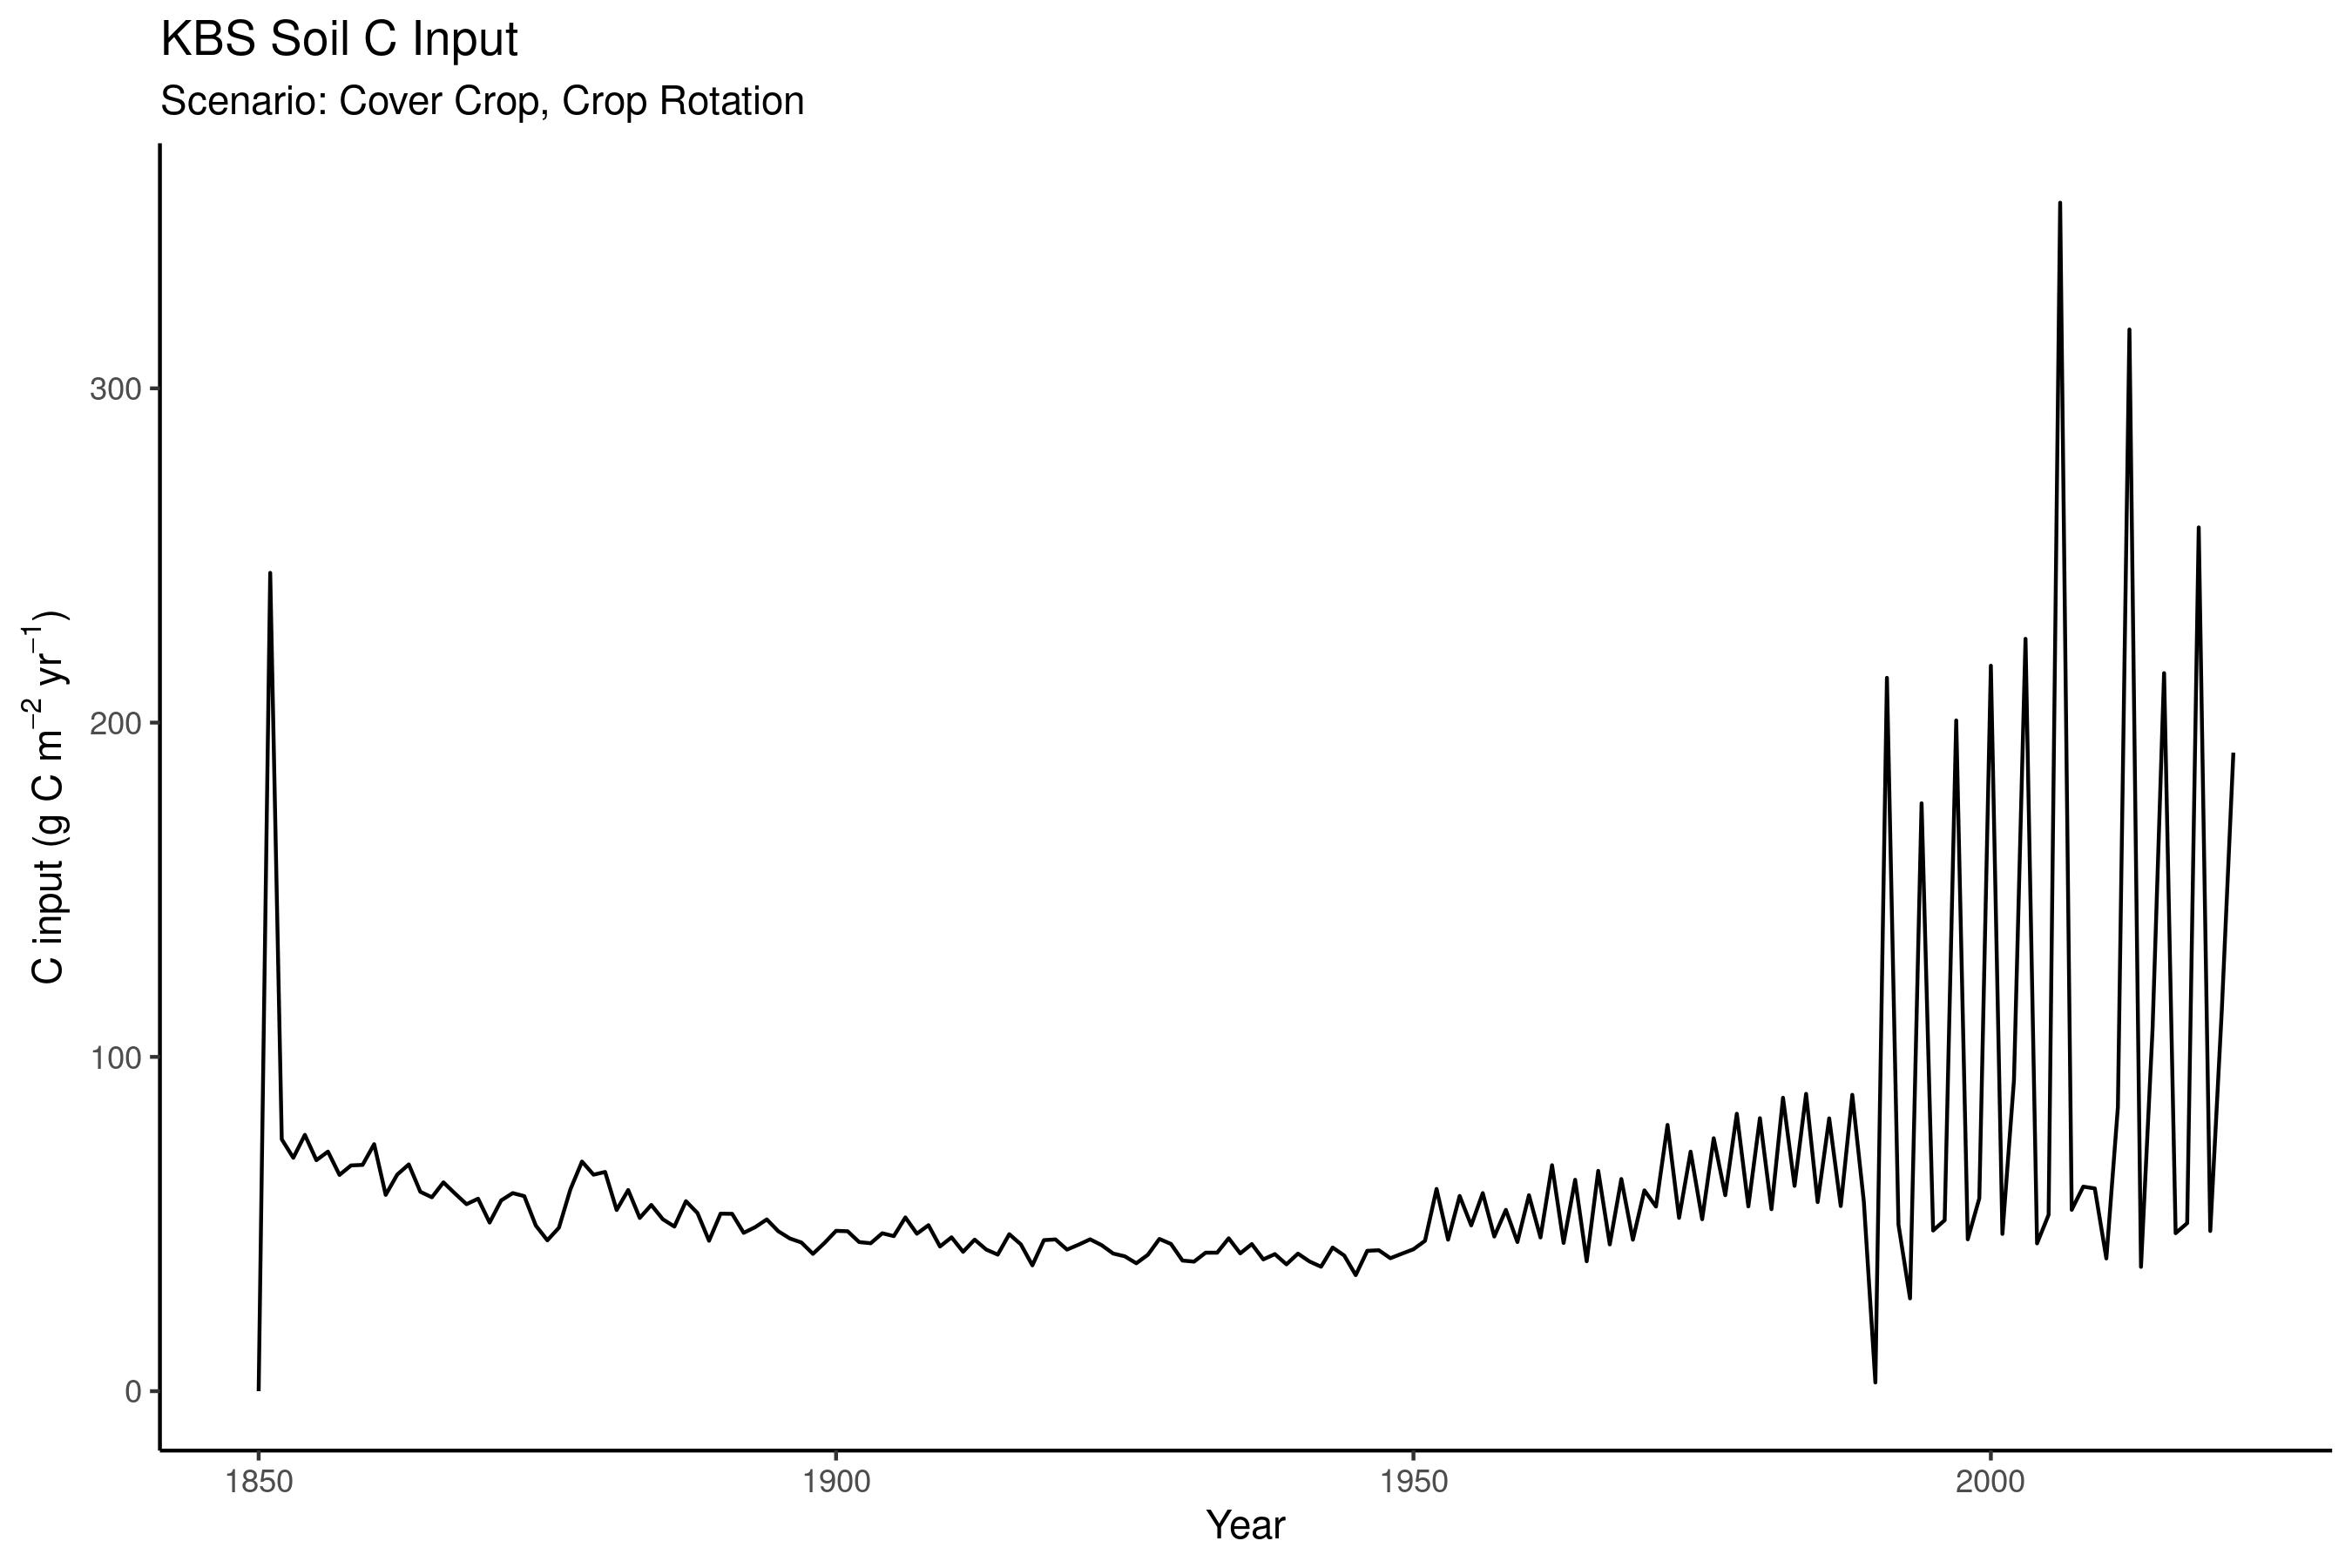 KBS Soil C Input
Scenario: Cover Crop, Crop Rotation
C input (g C m⁻² yr⁻¹)
300
200
100
0
1850
1900
1950
2000
Year